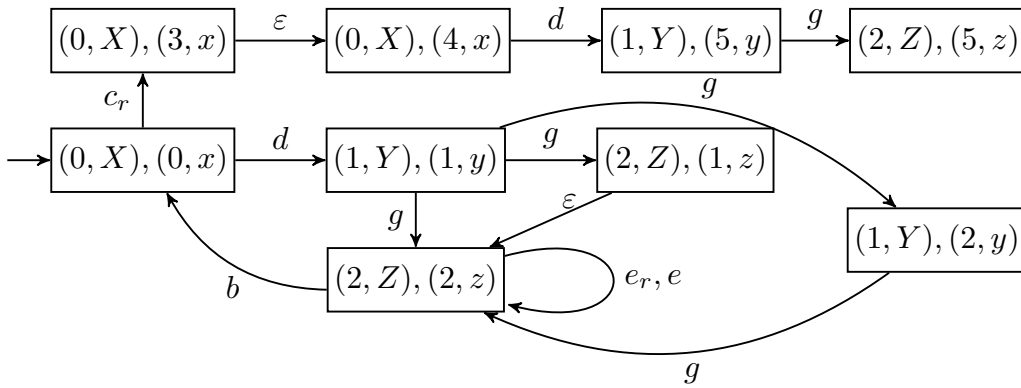 (0, X), (3, x) ε (0, X), (4, x) d (1, Y), (5, y) g (2, Z), (5, z)
c_r g
(0, X), (0, x) d (1, Y), (1, y) g (2, Z), (1, z)
g ε
(1, Y), (2, y)
b (2, Z), (2, z) e_r, e
g